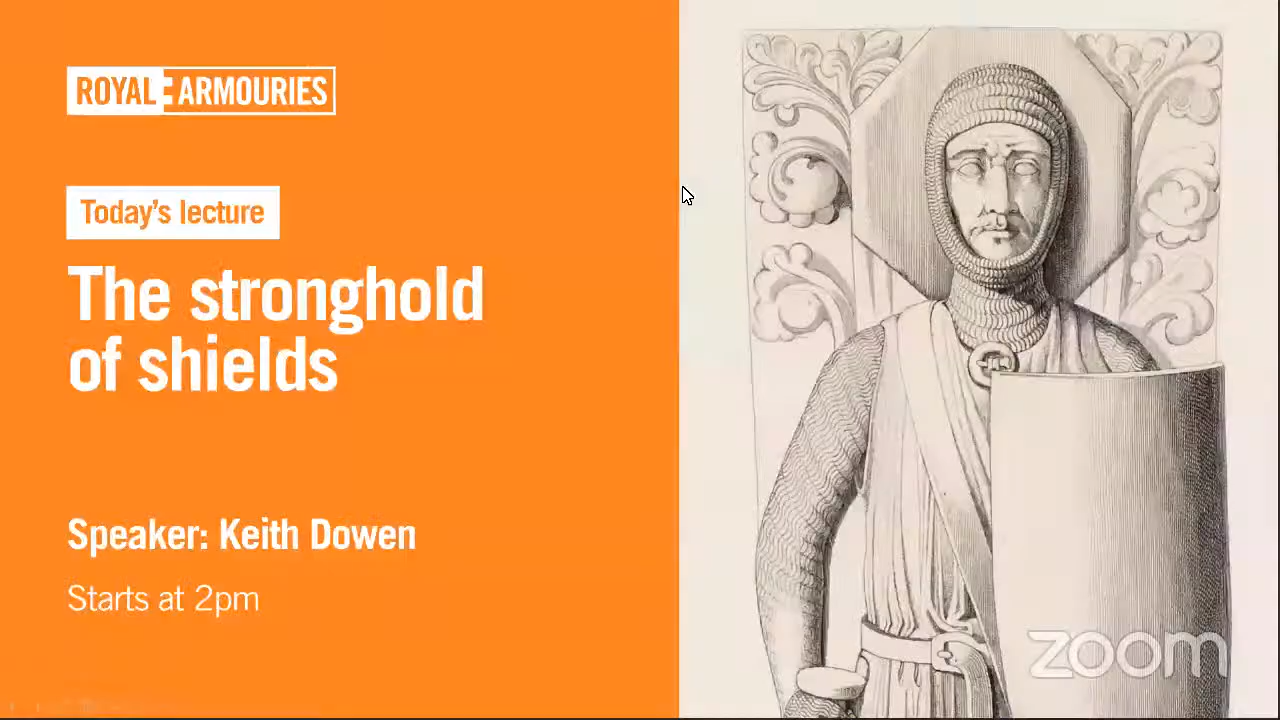 ROYAL ARMOURIES
Today's lecture
The stronghold
of shields
Speaker: Keith Dowen
Starts at 2pm
zoom